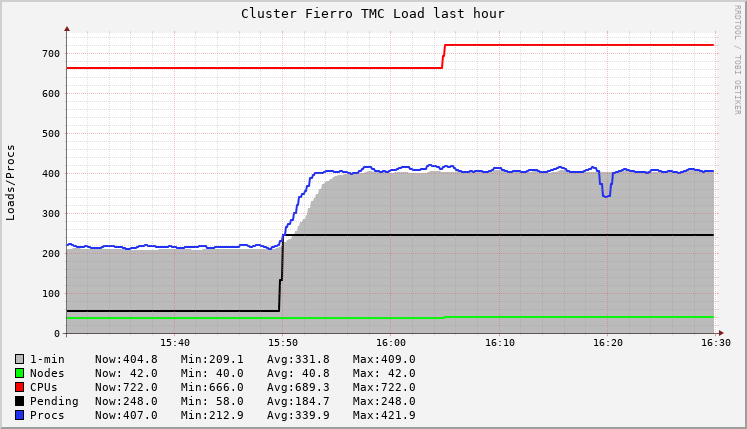 Cluster Fierro TMC Load last hour
RRDTOOL / TOBI OETIKER
Loads/Procs
700
600
500
400
300
200
100
0
15:40 15:50 16:00 16:10 16:20 16:30
1-min Now:404.8 Min:209.1 Avg:331.8 Max:409.0
Nodes Now: 42.0 Min: 40.0 Avg: 40.8 Max: 42.0
CPUs Now:722.0 Min:666.0 Avg:689.3 Max:722.0
Pending Now:248.0 Min: 58.0 Avg:184.7 Max:248.0
Procs Now:407.0 Min:212.9 Avg:339.9 Max:421.9